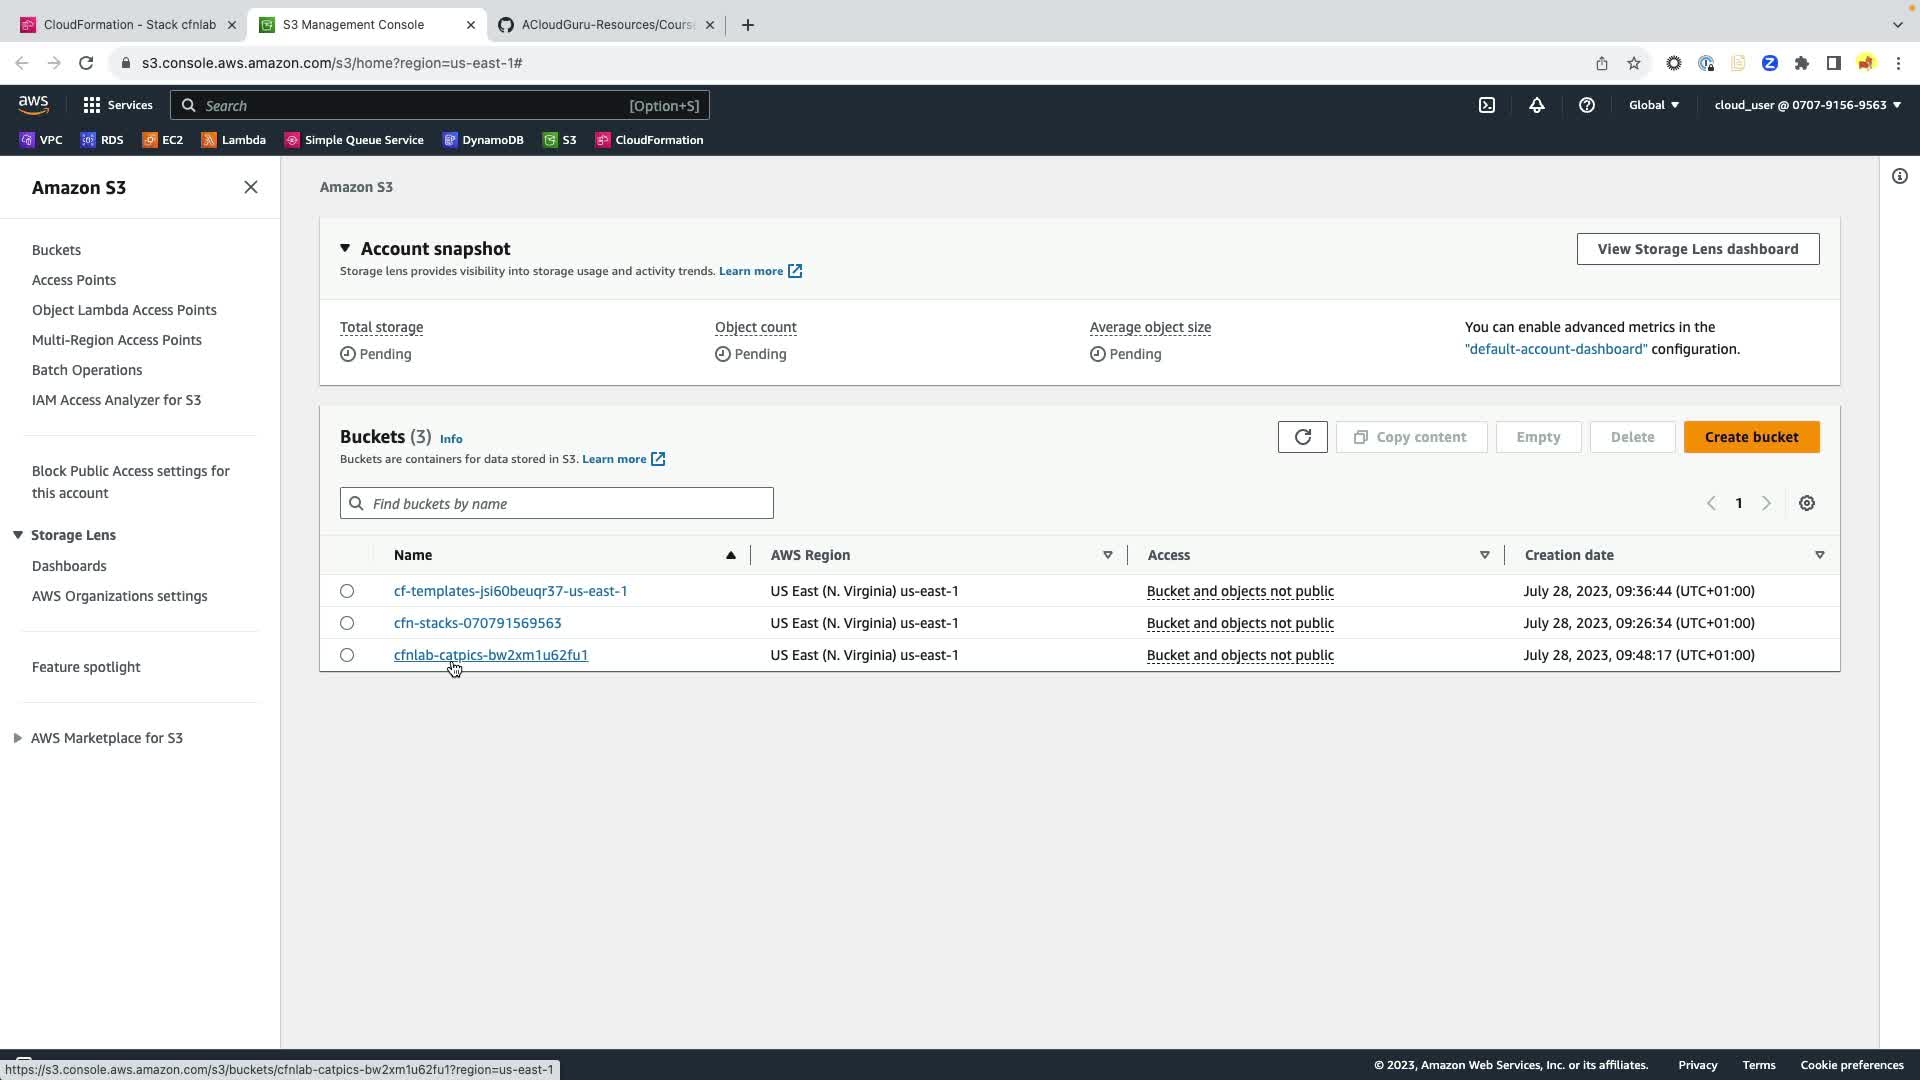 CloudFormation - Stack cfnlab
S3 Management Console
ACloudGuru-Resources/Cours
s3.console.aws.amazon.com/s3/home?region=us-east-1#
aws
Services
Search
[Option+S]
Global
cloud_user @ 0707-9156-9563
VPC
RDS
EC2
Lambda
Simple Queue Service
DynamoDB
S3
CloudFormation
Amazon S3
Buckets
Access Points
Object Lambda Access Points
Multi-Region Access Points
Batch Operations
IAM Access Analyzer for S3
Block Public Access settings for
this account
Storage Lens
Dashboards
AWS Organizations settings
Feature spotlight
AWS Marketplace for S3
Amazon S3
Account snapshot
Storage lens provides visibility into storage usage and activity trends. Learn more
View Storage Lens dashboard
Total storage
Pending
Object count
Pending
Average object size
Pending
You can enable advanced metrics in the
"default-account-dashboard" configuration.
Buckets (3) Info
Buckets are containers for data stored in S3. Learn more
Copy content
Empty
Delete
Create bucket
Find buckets by name
1
Name
AWS Region
Access
Creation date
cf-templates-jsi60beuqr37-us-east-1
US East (N. Virginia) us-east-1
Bucket and objects not public
July 28, 2023, 09:36:44 (UTC+01:00)
cfn-stacks-070791569563
US East (N. Virginia) us-east-1
Bucket and objects not public
July 28, 2023, 09:26:34 (UTC+01:00)
cfnlab-catpics-bw2xm1u62fu1
US East (N. Virginia) us-east-1
Bucket and objects not public
July 28, 2023, 09:48:17 (UTC+01:00)
https://s3.console.aws.amazon.com/s3/buckets/cfnlab-catpics-bw2xm1u62fu1?region=us-east-1
© 2023, Amazon Web Services, Inc. or its affiliates.
Privacy
Terms
Cookie preferences